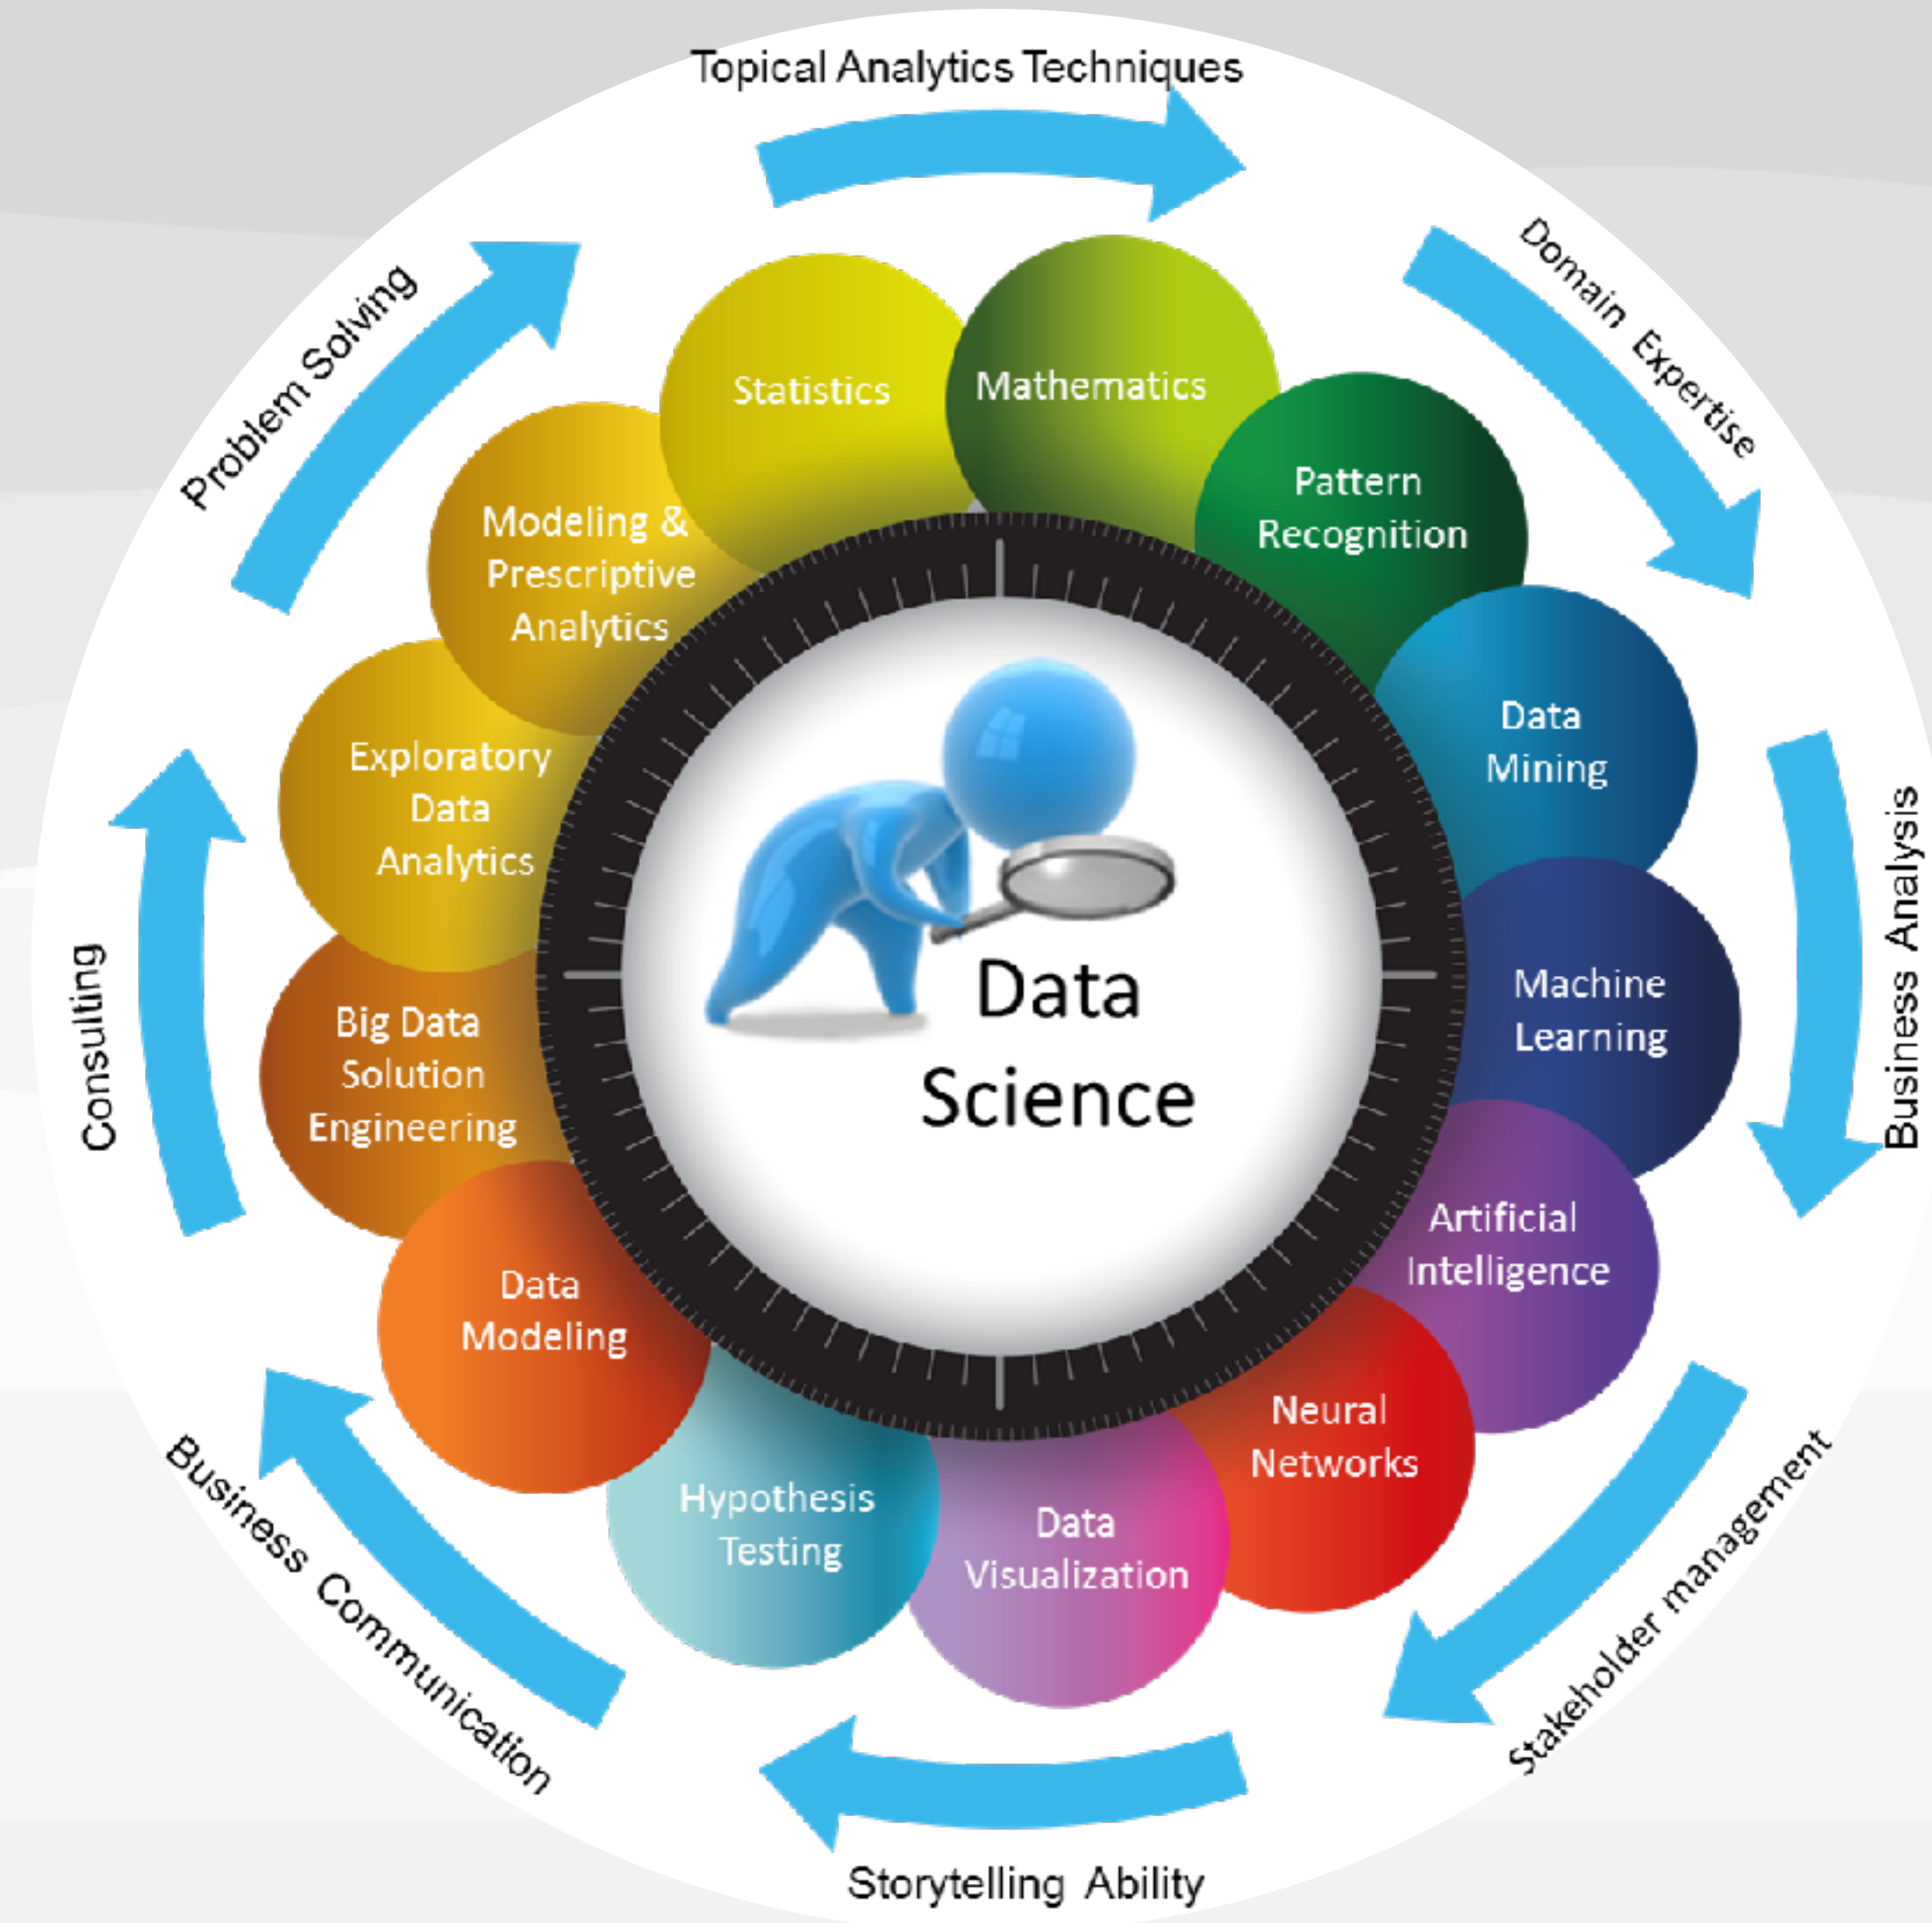 Topical Analytics Techniques
Domain Expertise
Business Analysis
Stakeholder management
Storytelling Ability
Business Communication
Consulting
Problem Solving
Statistics
Mathematics
Pattern
Recognition
Data
Mining
Machine
Learning
Artificial
Intelligence
Neural
Networks
Data
Visualization
Hypothesis
Testing
Data
Modeling
Big Data
Solution
Engineering
Exploratory
Data
Analytics
Modeling &
Prescriptive
Analytics
Data
Science